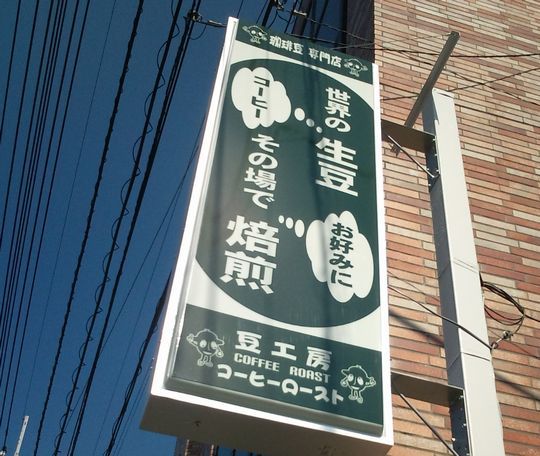 珈琲豆 専門店
世界の生豆
コーヒー
お好みに
その場で焙煎
豆工房
COFFEE ROAST
コーヒーロースト